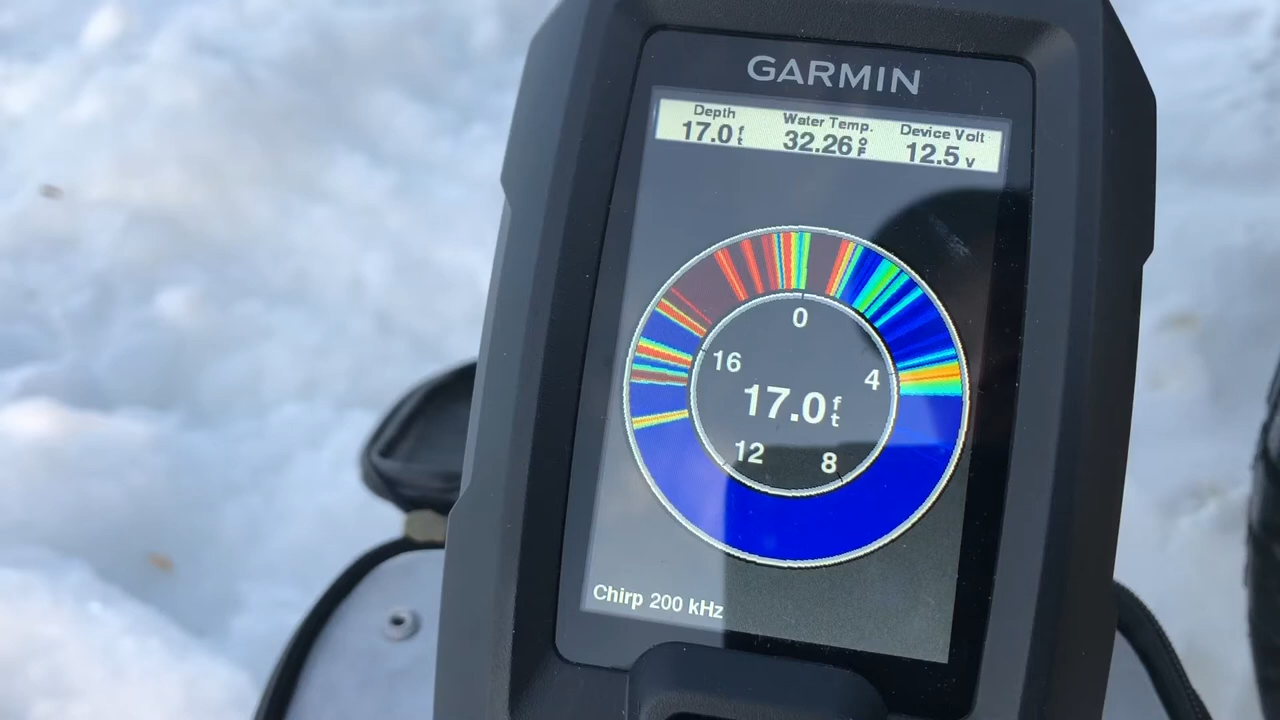 GARMIN
Depth Water Temp. Device Volt
17.0 ft 32.26 °F 12.5 v
0
16 4
17.0 ft
12 8
Chirp 200 kHz